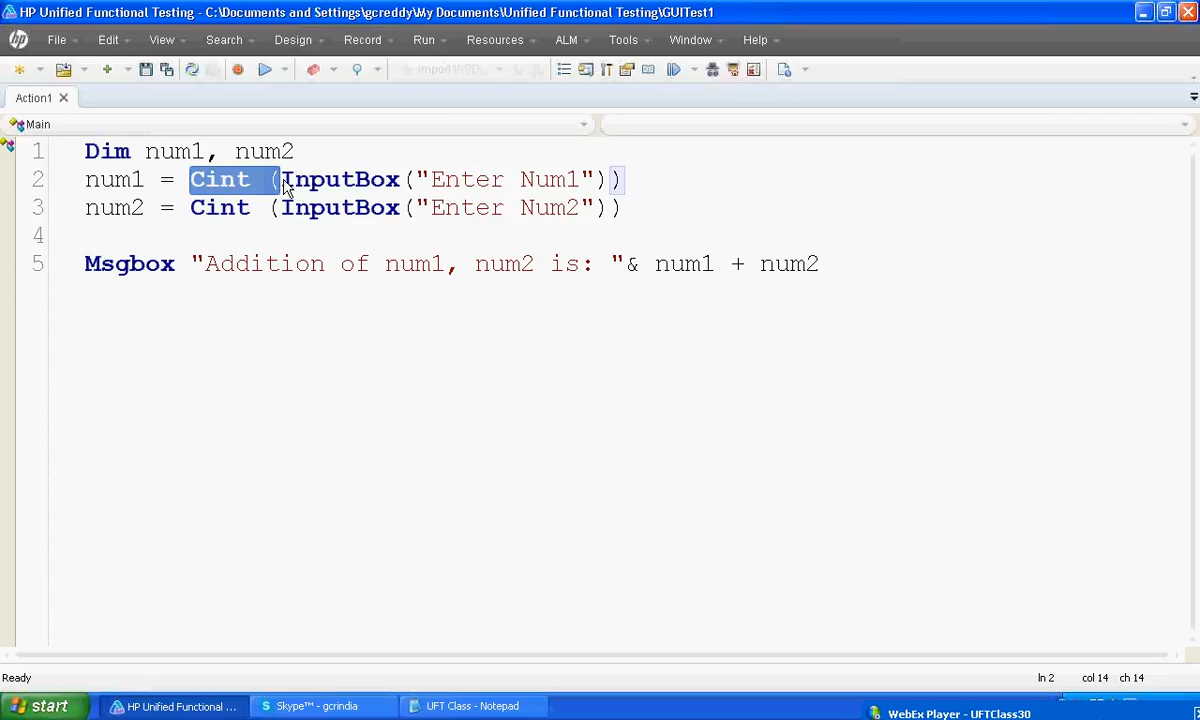 HP Unified Functional Testing - C:\Documents and Settings\gcreddy\My Documents\Unified Functional Testing\GUITest1
hp File Edit View Search Design Record Run Resources ALM Tools Window Help
Import WSDL
Action1
Main
1 Dim num1, num2
2 num1 = Cint (InputBox("Enter Num1"))
3 num2 = Cint (InputBox("Enter Num2"))
4
5 Msgbox "Addition of num1, num2 is: "& num1 + num2
Ready ln 2 col 14 ch 14
start HP Unified Functional ... Skype™ - gcrindia UFT Class - Notepad WebEx Player - UFTClass30